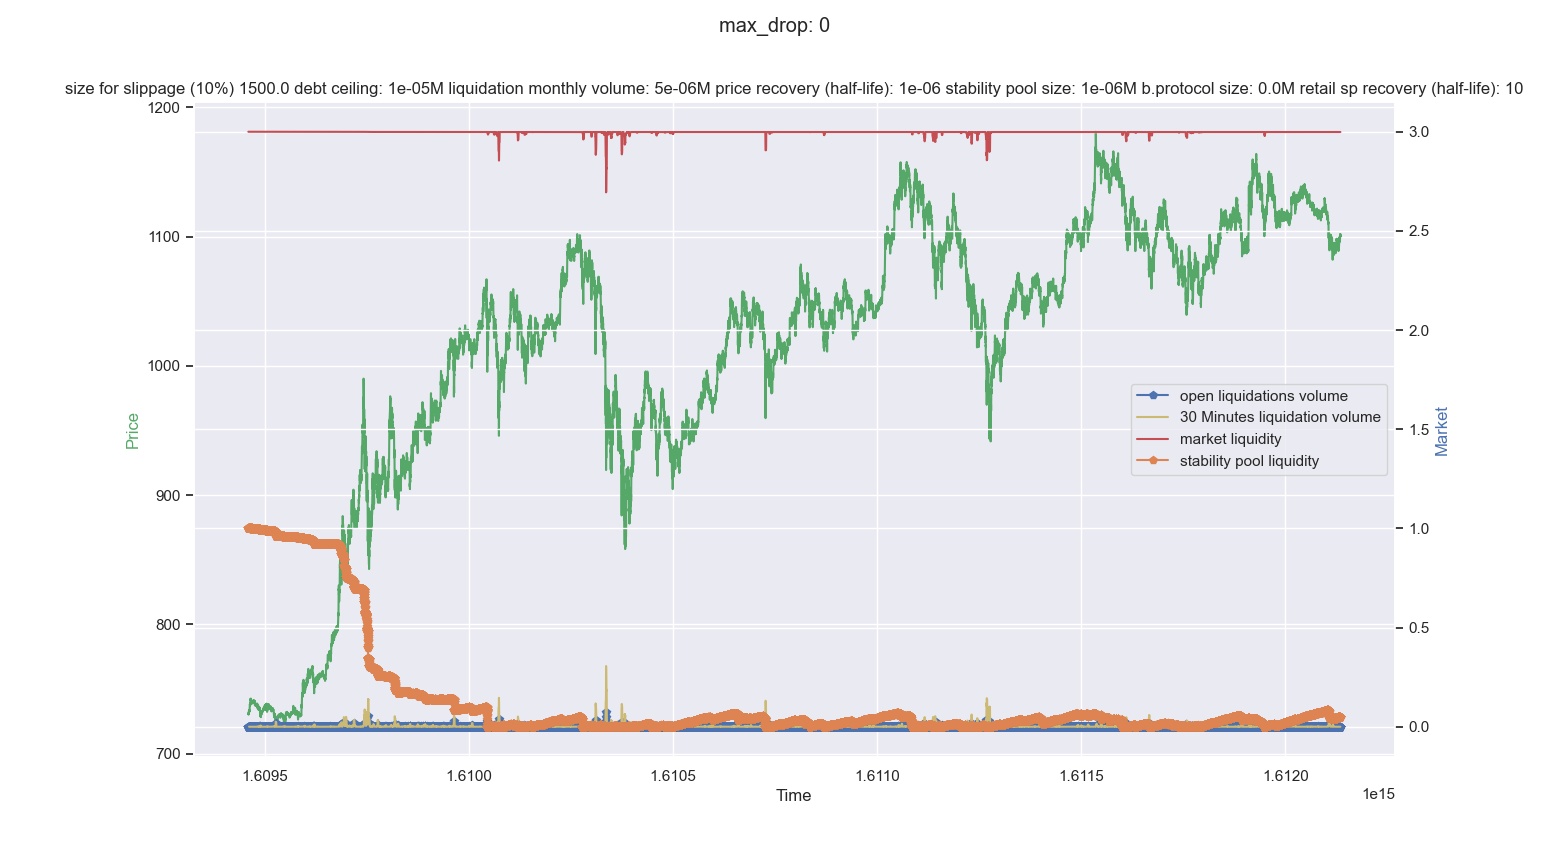 max_drop: 0
size for slippage (10%) 1500.0 debt ceiling: 1e-05M liquidation monthly volume: 5e-06M price recovery (half-life): 1e-06 stability pool size: 1e-06M b.protocol size: 0.0M retail sp recovery (half-life): 10
1200
1100
1000
900
800
700
Price
3.0
2.5
2.0
1.5
1.0
0.5
0.0
Market
open liquidations volume
30 Minutes liquidation volume
market liquidity
stability pool liquidity
1.6095 1.6100 1.6105 1.6110 1.6115 1.6120
Time
1e15